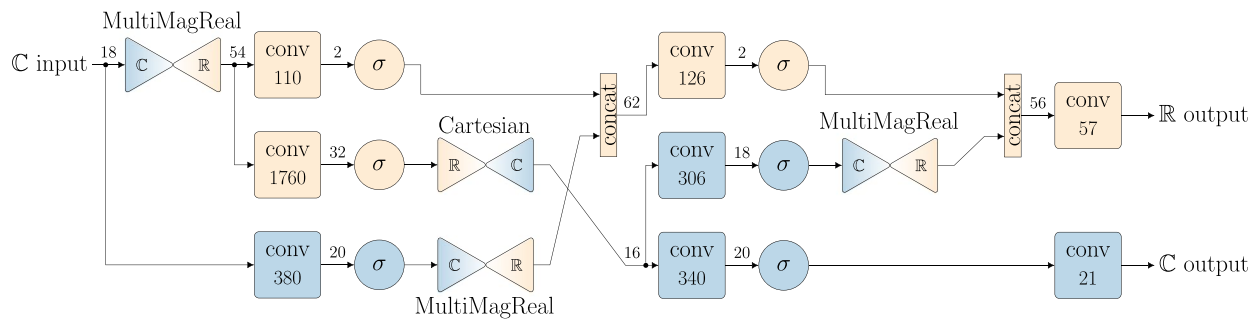 MultiMagReal
ℂ input
18
ℂ
ℝ
54
conv
110
2
σ
concat
62
conv
126
2
σ
concat
56
conv
57
ℝ output
conv
1760
32
σ
Cartesian
ℝ
ℂ
conv
306
18
σ
MultiMagReal
ℂ
ℝ
conv
380
20
σ
ℂ
ℝ
MultiMagReal
16
conv
340
20
σ
conv
21
ℂ output